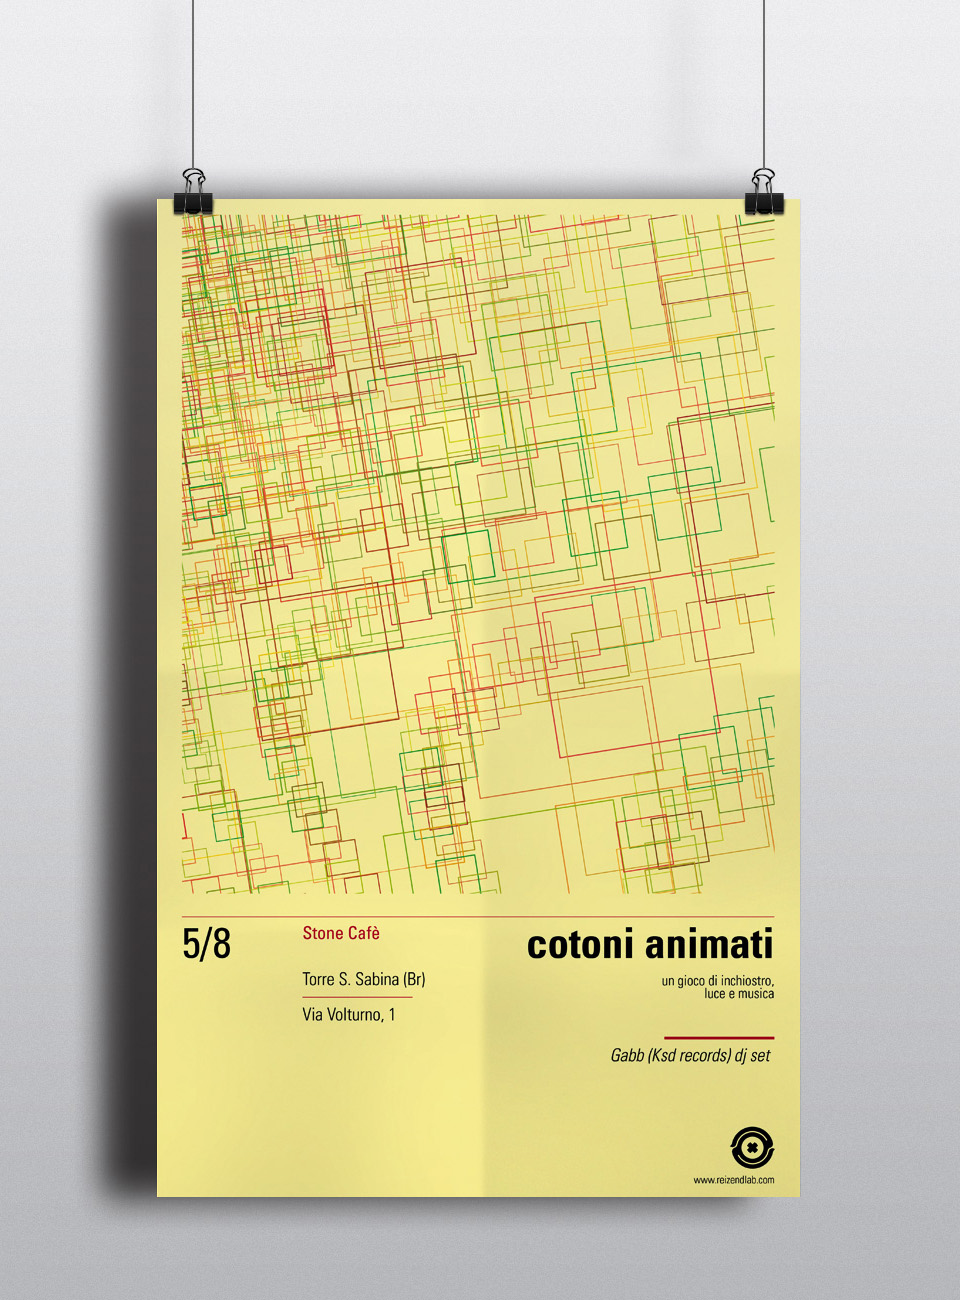 5/8
Stone Cafè
Torre S. Sabina (Br)
Via Volturno, 1
cotoni animati
un gioco di inchiostro,
luce e musica
Gabb (Ksd records) dj set
www.reizendlab.com